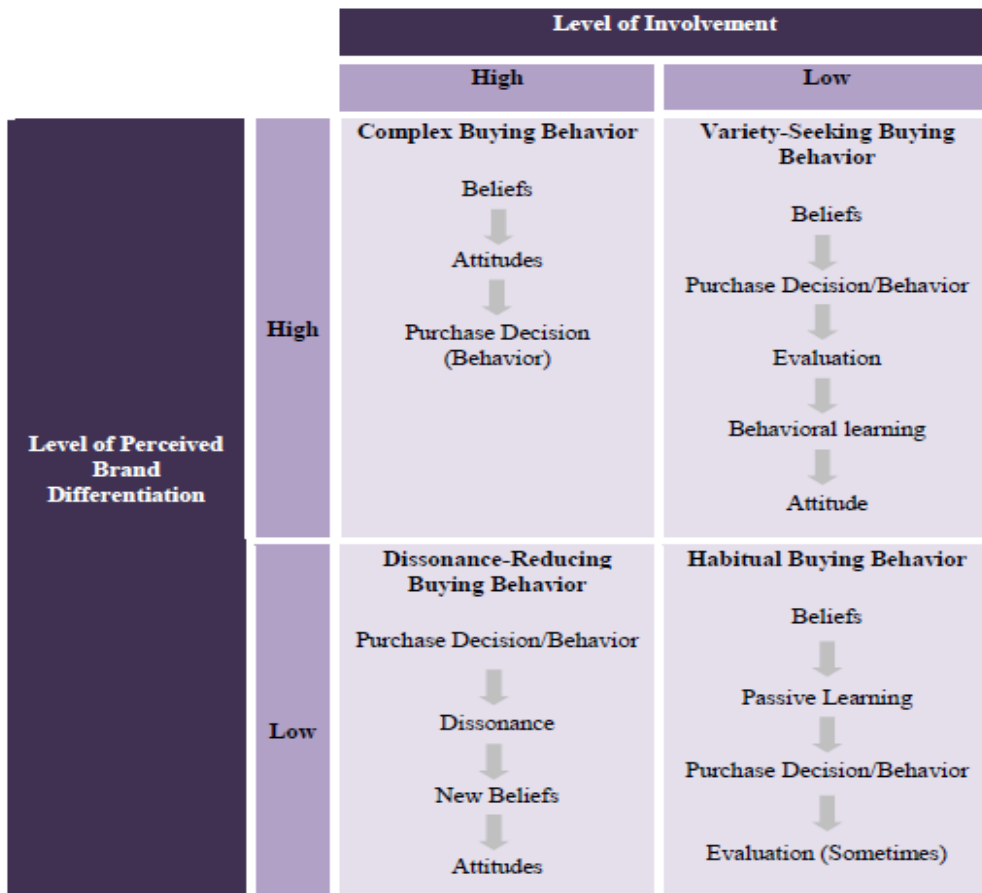 Level of Involvement
High
Low
Level of Perceived
Brand
Differentiation
High
Complex Buying Behavior
Beliefs
Attitudes
Purchase Decision
(Behavior)
Variety-Seeking Buying
Behavior
Beliefs
Purchase Decision/Behavior
Evaluation
Behavioral learning
Attitude
Low
Dissonance-Reducing
Buying Behavior
Purchase Decision/Behavior
Dissonance
New Beliefs
Attitudes
Habitual Buying Behavior
Beliefs
Passive Learning
Purchase Decision/Behavior
Evaluation (Sometimes)